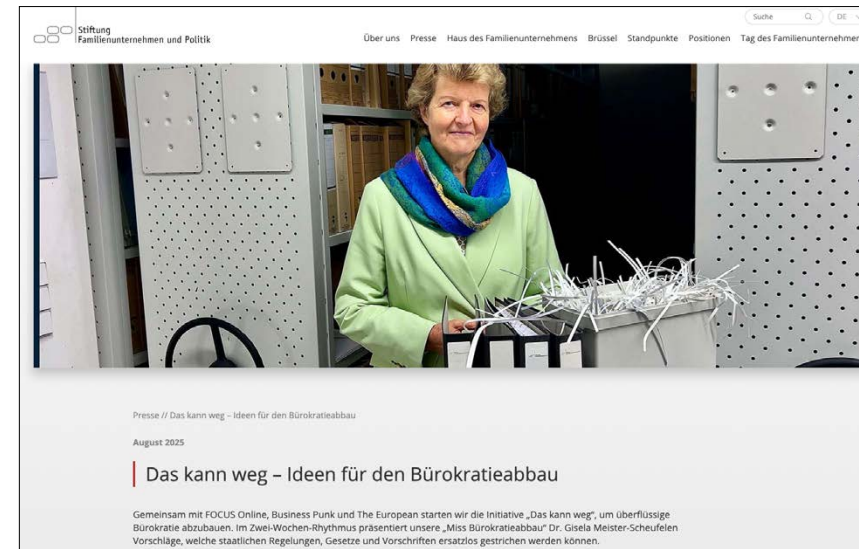 Stiftung
Familienunternehmen und Politik
Suche
DE
Über uns Presse Haus des Familienunternehmens Brüssel Standpunkte Positionen Tag des Familienunternehmen
Presse // Das kann weg – Ideen für den Bürokratieabbau
August 2025
Das kann weg – Ideen für den Bürokratieabbau
Gemeinsam mit FOCUS Online, Business Punk und The European starten wir die Initiative „Das kann weg“, um überflüssige
Bürokratie abzubauen. Im Zwei-Wochen-Rhythmus präsentiert unsere „Miss Bürokratieabbau“ Dr. Gisela Meister-Scheufelen
Vorschläge, welche staatlichen Regelungen, Gesetze und Vorschriften ersatzlos gestrichen werden können.